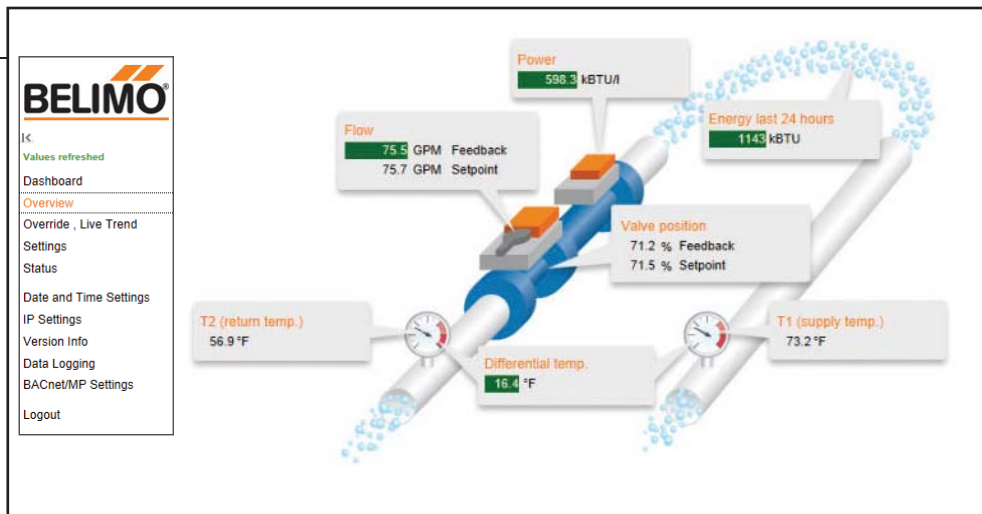 BELIMO®
Values refreshed
Dashboard
Overview
Override , Live Trend
Settings
Status
Date and Time Settings
IP Settings
Version Info
Data Logging
BACnet/MP Settings
Logout
Power
598.3 kBTU/l
Flow
75.5 GPM Feedback
75.7 GPM Setpoint
Energy last 24 hours
1143 kBTU
Valve position
71.2 % Feedback
71.5 % Setpoint
T2 (return temp.)
56.9 °F
T1 (supply temp.)
73.2 °F
Differential temp.
16.4 °F